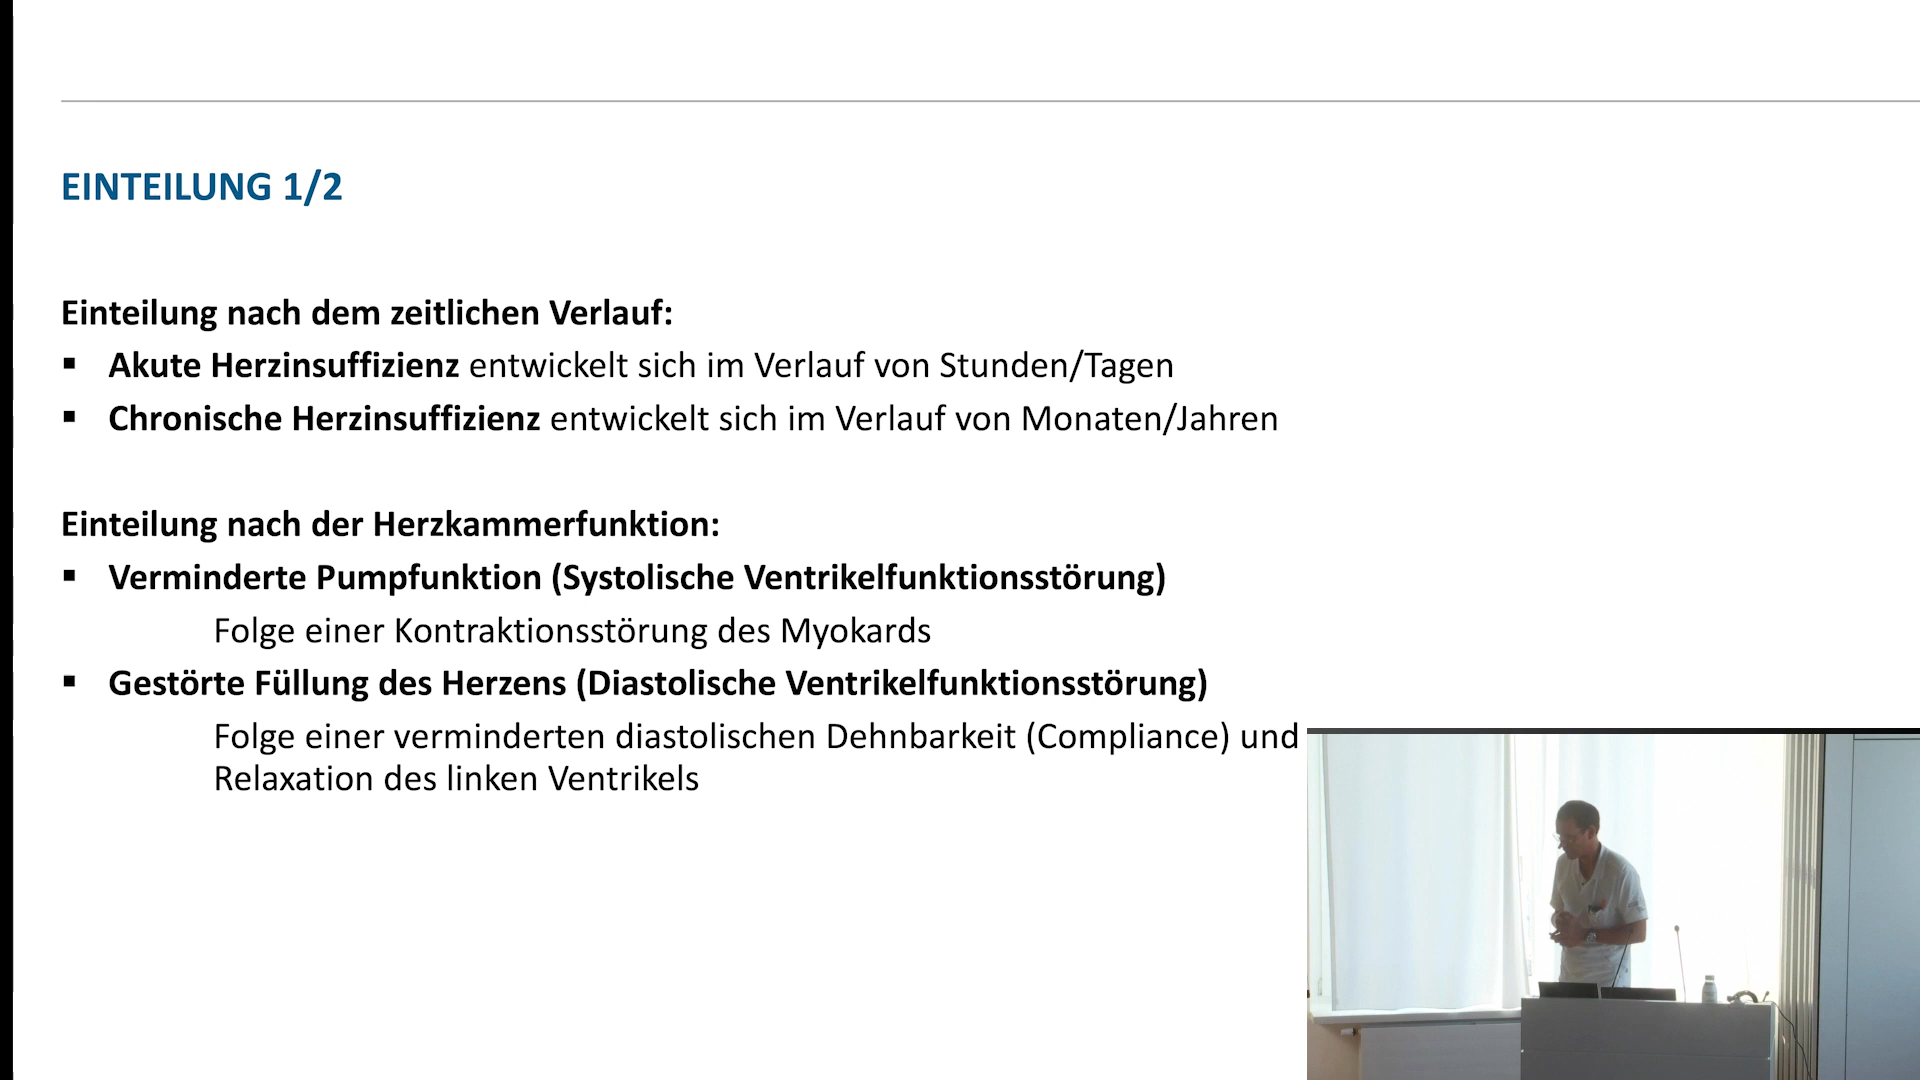 EINTEILUNG 1/2
Einteilung nach dem zeitlichen Verlauf:
▪ Akute Herzinsuffizienz entwickelt sich im Verlauf von Stunden/Tagen
▪ Chronische Herzinsuffizienz entwickelt sich im Verlauf von Monaten/Jahren
Einteilung nach der Herzkammerfunktion:
▪ Verminderte Pumpfunktion (Systolische Ventrikelfunktionsstörung)
Folge einer Kontraktionsstörung des Myokards
▪ Gestörte Füllung des Herzens (Diastolische Ventrikelfunktionsstörung)
Folge einer verminderten diastolischen Dehnbarkeit (Compliance) und
Relaxation des linken Ventrikels